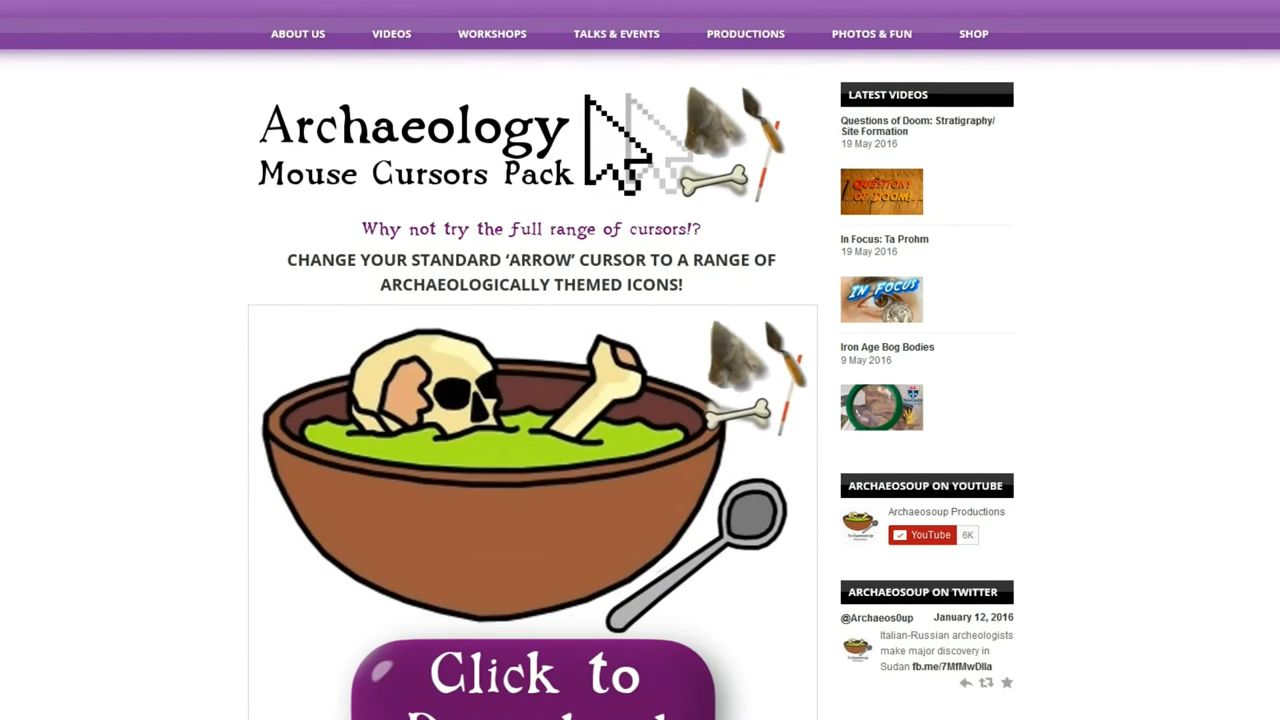 ABOUT US
VIDEOS
WORKSHOPS
TALKS & EVENTS
PRODUCTIONS
PHOTOS & FUN
SHOP
Archaeology
Mouse Cursors Pack
Why not try the full range of cursors!?
CHANGE YOUR STANDARD ‘ARROW’ CURSOR TO A RANGE OF
ARCHAEOLOGICALLY THEMED ICONS!
Click to
LATEST VIDEOS
Questions of Doom: Stratigraphy/
Site Formation
19 May 2016
QUESTIONS
OF DOOM!
In Focus: Ta Prohm
19 May 2016
IN FOCUS
Iron Age Bog Bodies
9 May 2016
ARCHAEOSOUP ON YOUTUBE
Archaeosoup Productions
YouTube 6K
ARCHAEOSOUP ON TWITTER
@Archaeos0up January 12, 2016
Italian-Russian archeologists
make major discovery in
Sudan fb.me/7MfMwDlIa